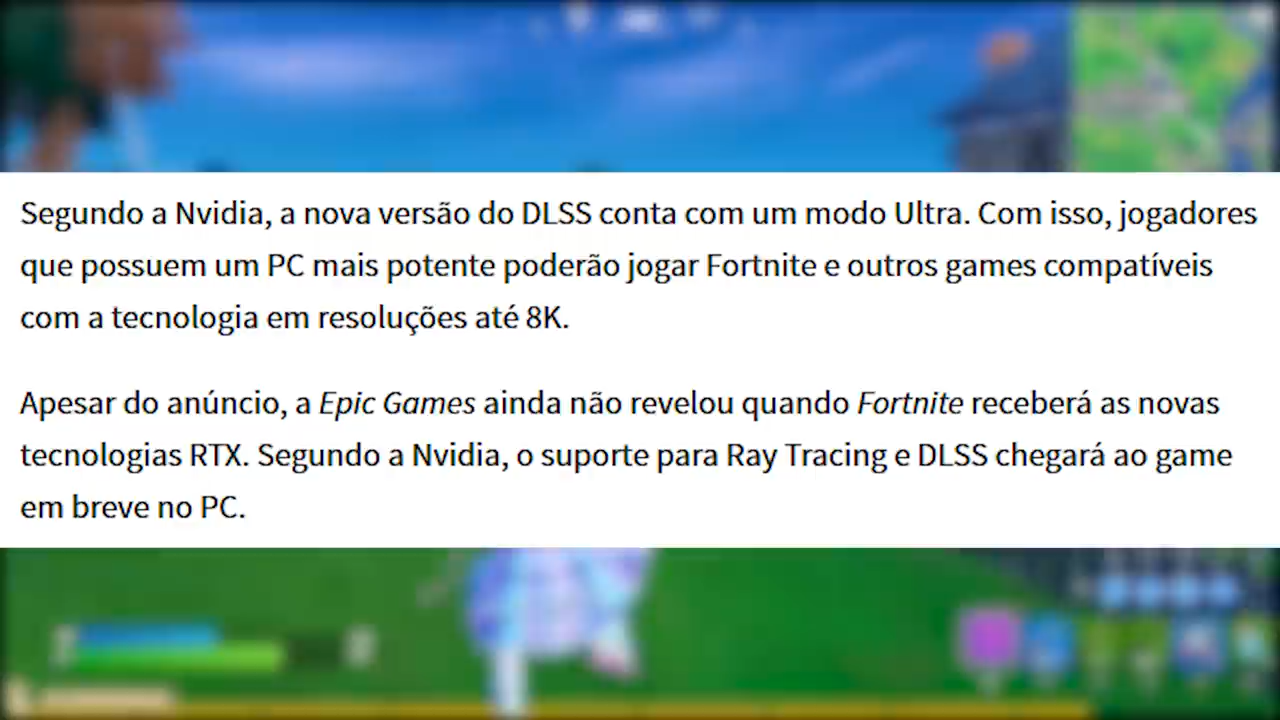 Segundo a Nvidia, a nova versão do DLSS conta com um modo Ultra. Com isso, jogadores
que possuem um PC mais potente poderão jogar Fortnite e outros games compatíveis
com a tecnologia em resoluções até 8K.
Apesar do anúncio, a Epic Games ainda não revelou quando Fortnite receberá as novas
tecnologias RTX. Segundo a Nvidia, o suporte para Ray Tracing e DLSS chegará ao game
em breve no PC.